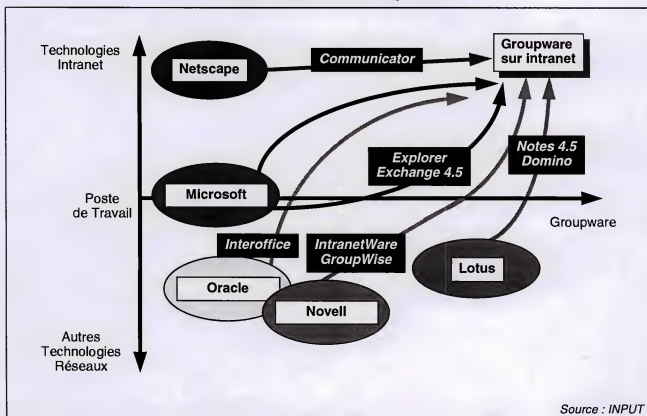 Technologies
Intranet
Netscape
Communicator
Groupware
sur intranet
Explorer
Exchange 4.5
Notes 4.5
Domino
Poste
de Travail
Microsoft
Groupware
Interoffice
IntranetWare
GroupWise
Lotus
Oracle
Novell
Autres
Technologies
Réseaux
Source : INPUT